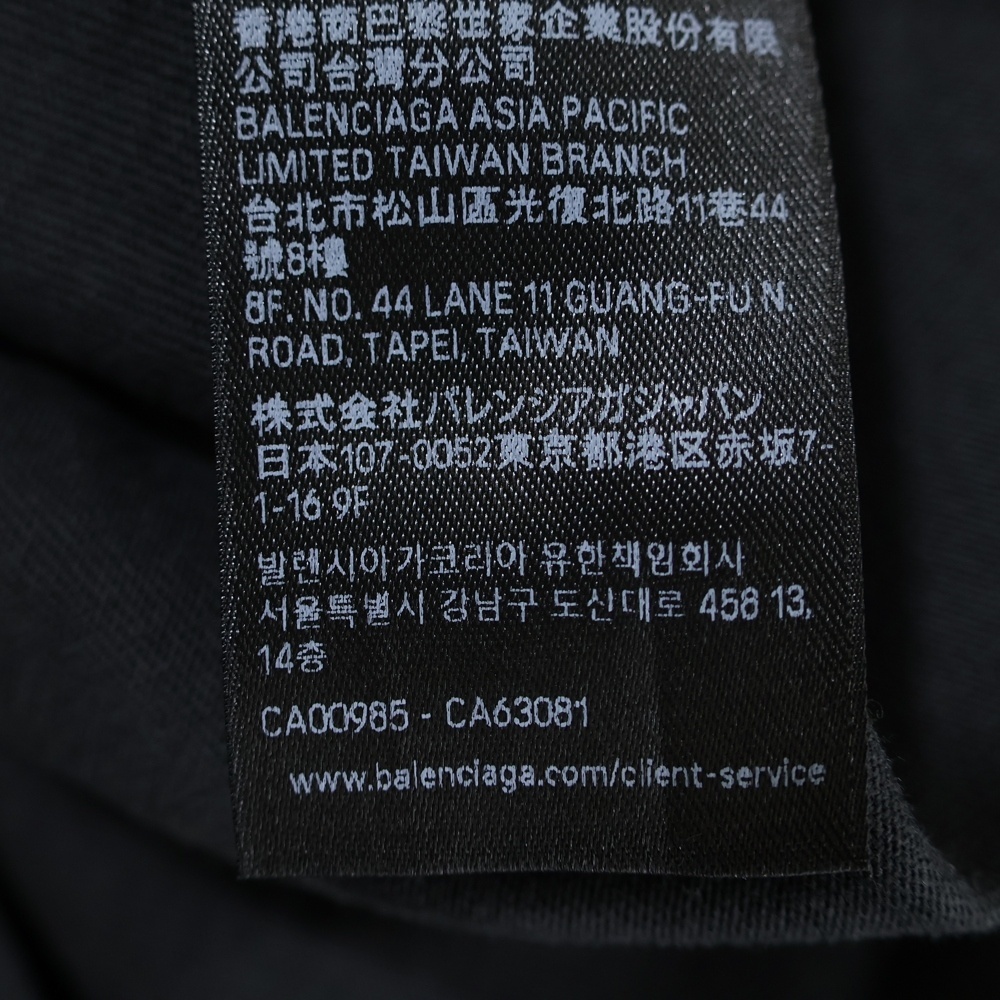 香港商巴黎世家企業股份有限
公司台灣分公司
BALENCIAGA ASIA PACIFIC
LIMITED TAIWAN BRANCH
台北市松山區光復北路11巷44
號8樓
8F. NO. 44 LANE 11 GUANG-FU N.
ROAD, TAPEI, TAIWAN
株式会社バレンシアガジャパン
日本107-0052東京都港区赤坂7-
1-16 9F
발렌시아가코리아 유한책임회사
서울특별시 강남구 도산대로 458 13,
14층
CA00985 - CA63081
www.balenciaga.com/client-service